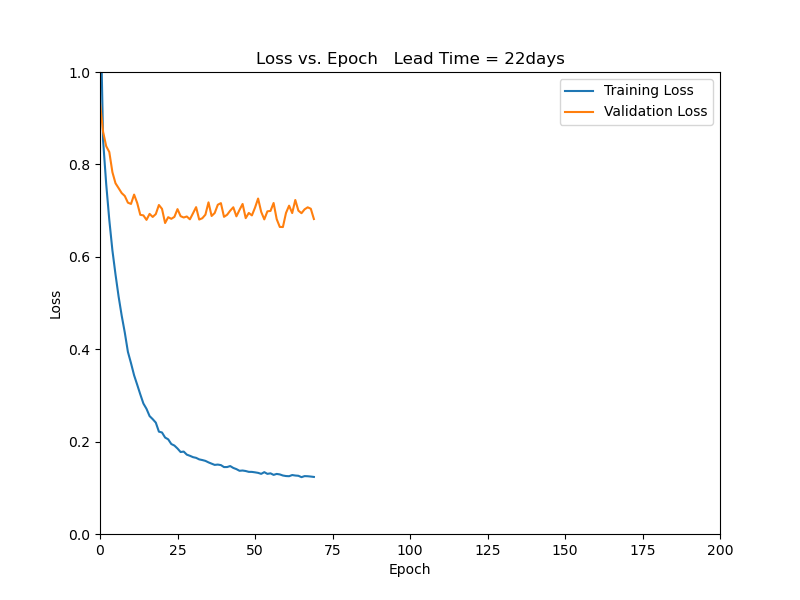 Loss vs. Epoch   Lead Time = 22days
Training Loss
Validation Loss
1.0
0.8
0.6
0.4
0.2
0.0
Loss
0 25 50 75 100 125 150 175 200
Epoch